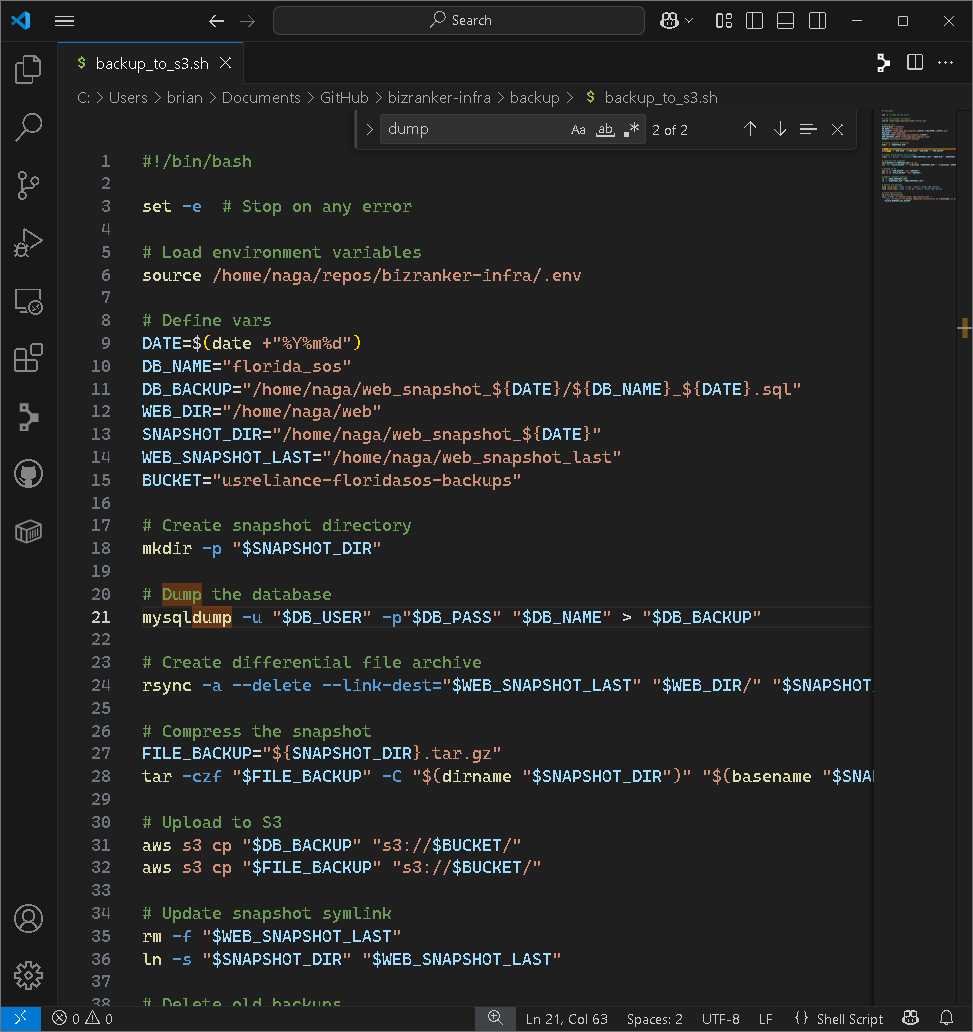 Search
$ backup_to_s3.sh
C: > Users > brian > Documents > GitHub > bizranker-infra > backup > $ backup_to_s3.sh
dump Aa ab .* 2 of 2
1 #!/bin/bash
2
3 set -e  # Stop on any error
4
5 # Load environment variables
6 source /home/naga/repos/bizranker-infra/.env
7
8 # Define vars
9 DATE=$(date +"%Y%m%d")
10 DB_NAME="florida_sos"
11 DB_BACKUP="/home/naga/web_snapshot_${DATE}/${DB_NAME}_${DATE}.sql"
12 WEB_DIR="/home/naga/web"
13 SNAPSHOT_DIR="/home/naga/web_snapshot_${DATE}"
14 WEB_SNAPSHOT_LAST="/home/naga/web_snapshot_last"
15 BUCKET="usreliance-floridasos-backups"
16
17 # Create snapshot directory
18 mkdir -p "$SNAPSHOT_DIR"
19
20 # Dump the database
21 mysqldump -u "$DB_USER" -p"$DB_PASS" "$DB_NAME" > "$DB_BACKUP"
22
23 # Create differential file archive
24 rsync -a --delete --link-dest="$WEB_SNAPSHOT_LAST" "$WEB_DIR/" "$SNAPSHOT
25
26 # Compress the snapshot
27 FILE_BACKUP="${SNAPSHOT_DIR}.tar.gz"
28 tar -czf "$FILE_BACKUP" -C "$(dirname "$SNAPSHOT_DIR")" "$(basename "$SNA
29
30 # Upload to S3
31 aws s3 cp "$DB_BACKUP" "s3://$BUCKET/"
32 aws s3 cp "$FILE_BACKUP" "s3://$BUCKET/"
33
34 # Update snapshot symlink
35 rm -f "$WEB_SNAPSHOT_LAST"
36 ln -s "$SNAPSHOT_DIR" "$WEB_SNAPSHOT_LAST"
37
38 # Delete old backups
0 0 Ln 21, Col 63 Spaces: 2 UTF-8 LF {} Shell Script